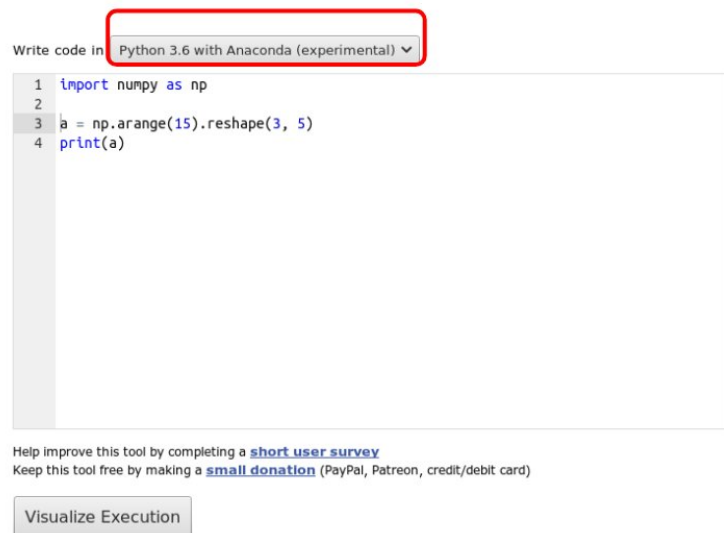 Write code in Python 3.6 with Anaconda (experimental)
1 import numpy as np
2
3 a = np.arange(15).reshape(3, 5)
4 print(a)
Help improve this tool by completing a short user survey
Keep this tool free by making a small donation (PayPal, Patreon, credit/debit card)
Visualize Execution